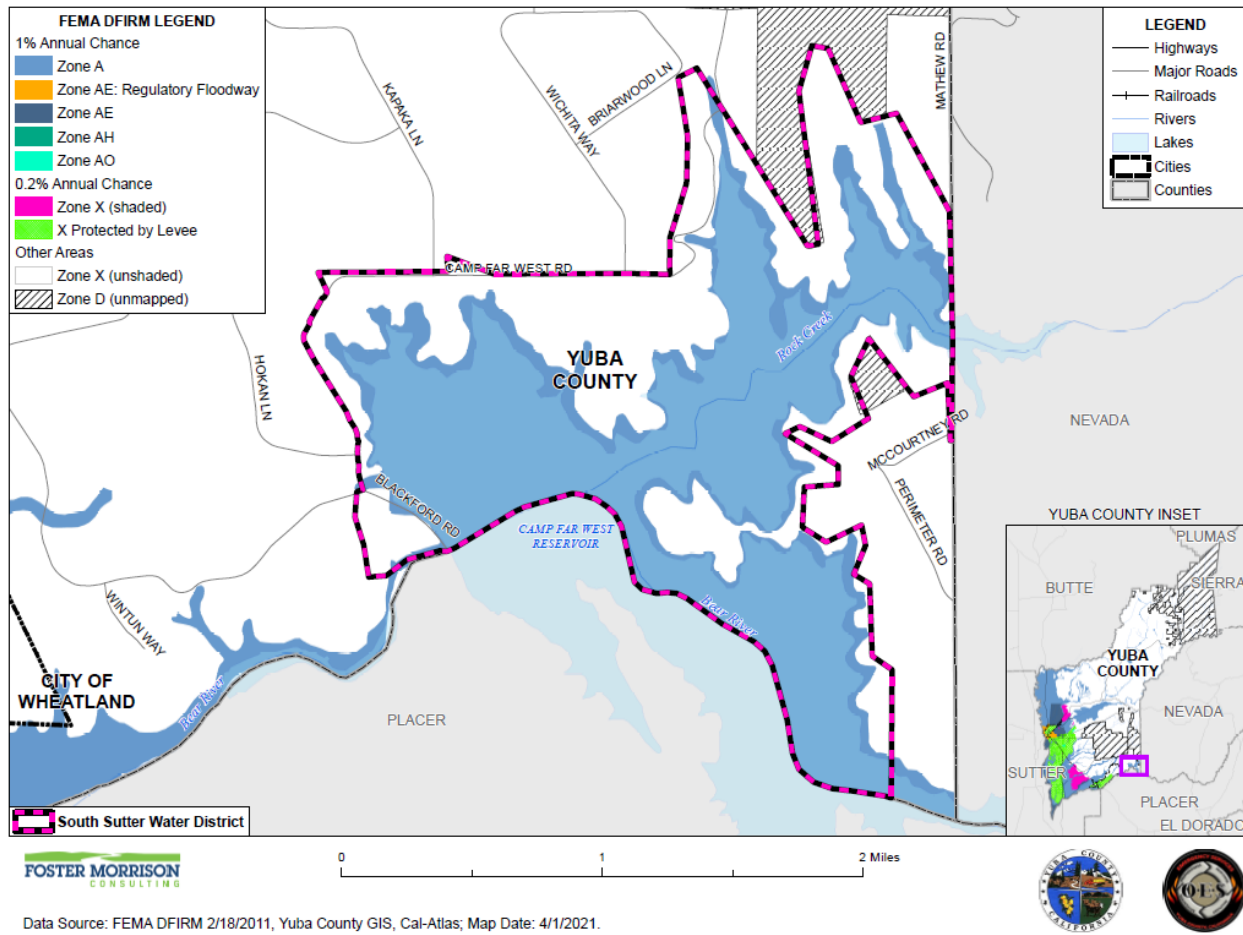 FEMA DFIRM LEGEND
1% Annual Chance
Zone A
Zone AE: Regulatory Floodway
Zone AE
Zone AH
Zone AO
0.2% Annual Chance
Zone X (shaded)
X Protected by Levee
Other Areas
Zone X (unshaded)
Zone D (unmapped)
LEGEND
Highways
Major Roads
Railroads
Rivers
Lakes
Cities
Counties
KAPAKA LN
WICHITA WAY
BRIARWOOD LN
MATHEW RD
CAMP FAR WEST RD
HOKAN LN
YUBA
COUNTY
Rock Creek
NEVADA
MCCOURTNEY RD
PERIMETER RD
BLACKFORD RD
CAMP FAR WEST
RESERVOIR
Bear River
WINTUN WAY
CITY OF
WHEATLAND
Bear River
PLACER
YUBA COUNTY INSET
PLUMAS
BUTTE
SIERRA
YUBA
COUNTY
NEVADA
SUTTER
PLACER
EL DORADO
South Sutter Water District
FOSTER MORRISON
CONSULTING
0
1
2 Miles
YUBA COUNTY
CALIFORNIA
OES
Data Source: FEMA DFIRM 2/18/2011, Yuba County GIS, Cal-Atlas; Map Date: 4/1/2021.